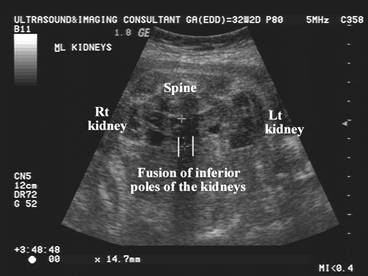 ULTRASOUND&IMAGING CONSULTANT GA(EDD)=32W2D P80 5MHz C358
B11
1.8 GE
ML KIDNEYS
Spine
Rt kidney
Lt kidney
Fusion of inferior
poles of the kidneys
CN5
12cm
DR72
G 52
+3:48:48
00 x 14.7mm
MI<0.4